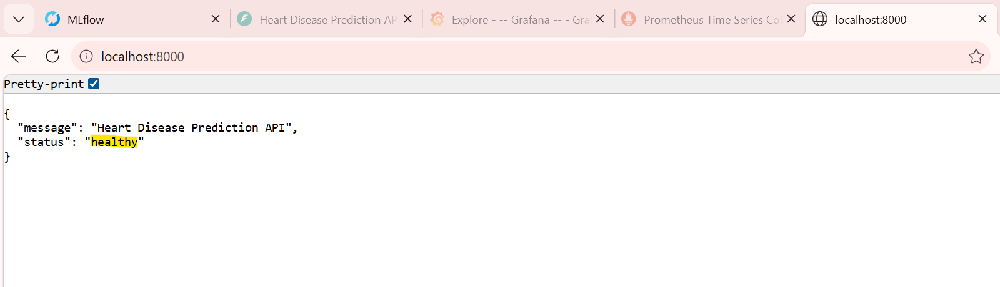 MLflow
Heart Disease Prediction AP
Explore - -- Grafana -- - Gra
Prometheus Time Series Col
localhost:8000
localhost:8000
Pretty-print
{
"message": "Heart Disease Prediction API",
"status": "healthy"
}